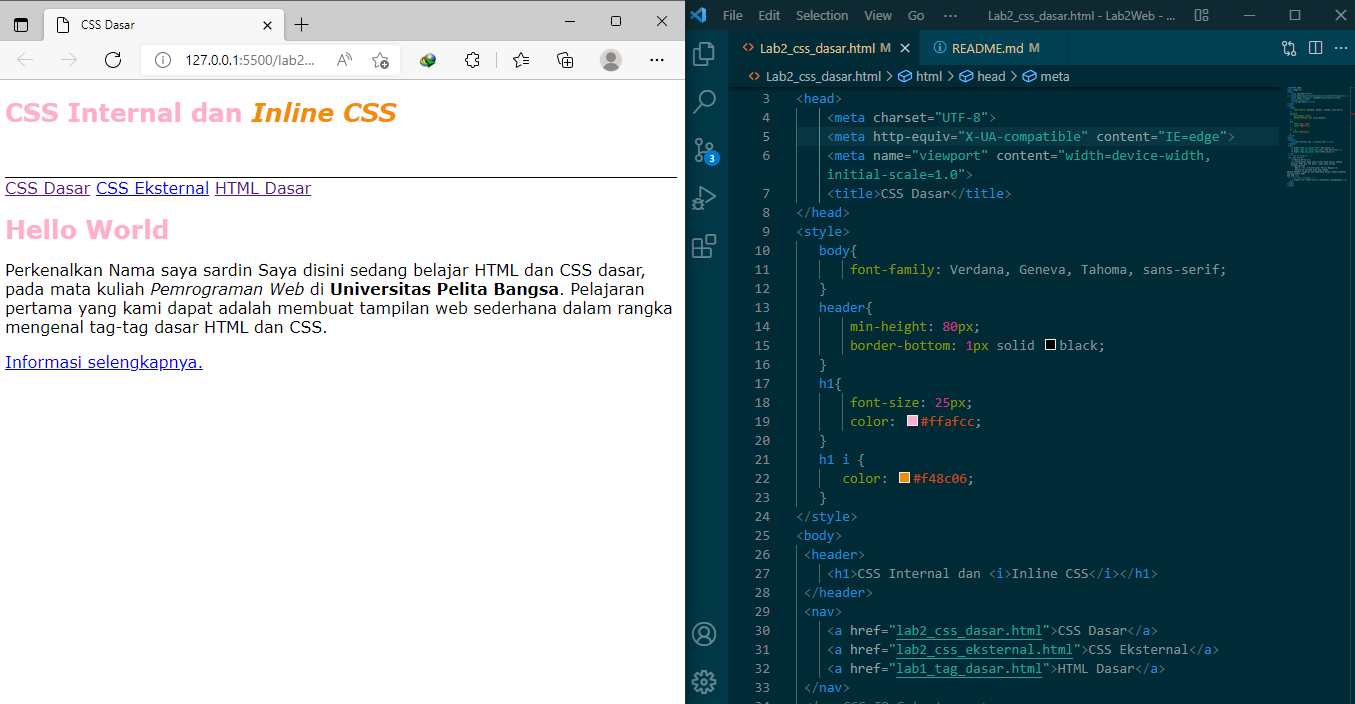 CSS Dasar
127.0.0.1:5500/lab2...
CSS Internal dan Inline CSS
CSS Dasar CSS Eksternal HTML Dasar
Hello World
Perkenalkan Nama saya sardin Saya disini sedang belajar HTML dan CSS dasar,
pada mata kuliah Pemrograman Web di Universitas Pelita Bangsa. Pelajaran
pertama yang kami dapat adalah membuat tampilan web sederhana dalam rangka
mengenal tag-tag dasar HTML dan CSS.
Informasi selengkapnya.
File Edit Selection View Go ··· Lab2_css_dasar.html - Lab2Web - ...
Lab2_css_dasar.html M README.md M
Lab2_css_dasar.html > html > head > meta
3
3 <head>
4 <meta charset="UTF-8">
5 <meta http-equiv="X-UA-compatible" content="IE=edge">
6 <meta name="viewport" content="width=device-width,
initial-scale=1.0">
7 <title>CSS Dasar</title>
8 </head>
9 <style>
10 body{
11 font-family: Verdana, Geneva, Tahoma, sans-serif;
12 }
13 header{
14 min-height: 80px;
15 border-bottom: 1px solid black;
16 }
17 h1{
18 font-size: 25px;
19 color: #ffafcc;
20 }
21 h1 i {
22 color: #f48c06;
23 }
24 </style>
25 <body>
26 <header>
27 <h1>CSS Internal dan <i>Inline CSS</i></h1>
28 </header>
29 <nav>
30 <a href="lab2_css_dasar.html">CSS Dasar</a>
31 <a href="lab2_css_eksternal.html">CSS Eksternal</a>
32 <a href="lab1_tag_dasar.html">HTML Dasar</a>
33 </nav>